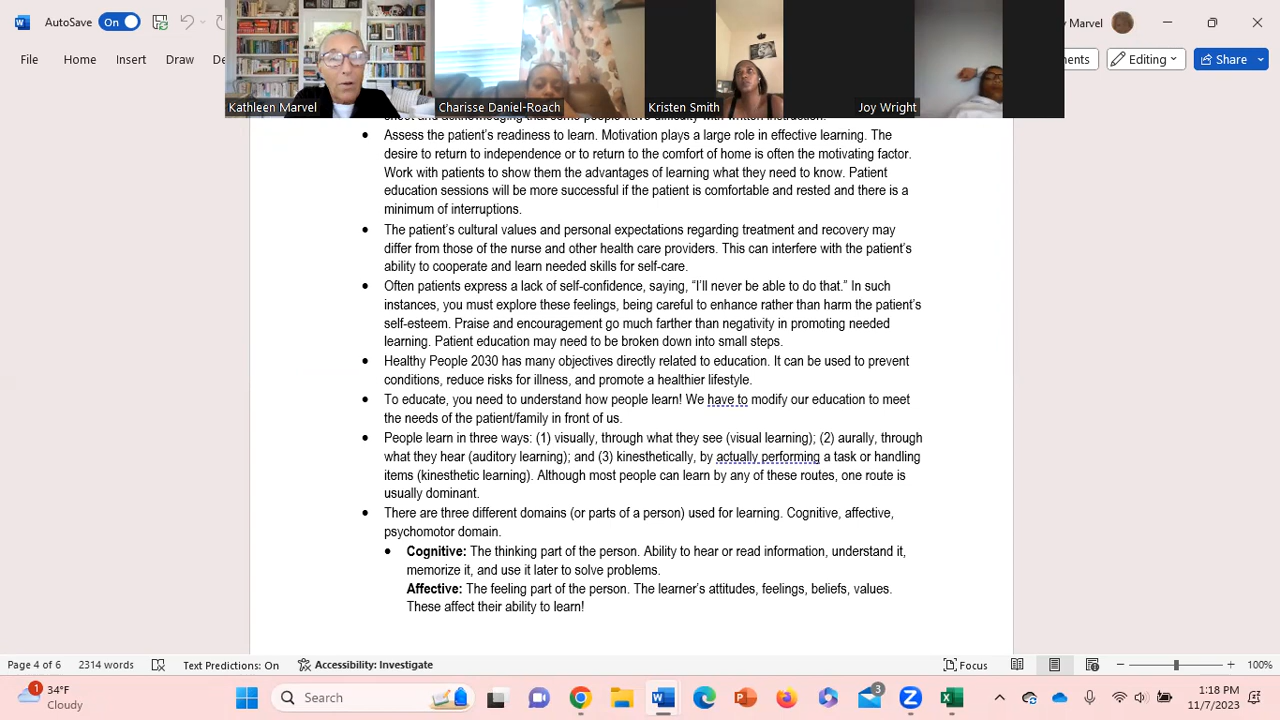 AutoSave On
Marvel
File Home Insert Draw
Editing Share
Kathleen Marvel
Charisse Daniel-Roach
Kristen Smith
Joy Wright
Assess the patient's readiness to learn. Motivation plays a large role in effective learning. The
desire to return to independence or to return to the comfort of home is often the motivating factor.
Work with patients to show them the advantages of learning what they need to know. Patient
education sessions will be more successful if the patient is comfortable and rested and there is a
minimum of interruptions.
The patient's cultural values and personal expectations regarding treatment and recovery may
differ from those of the nurse and other health care providers. This can interfere with the patient's
ability to cooperate and learn needed skills for self-care.
Often patients express a lack of self-confidence, saying, “I'll never be able to do that.” In such
instances, you must explore these feelings, being careful to enhance rather than harm the patient's
self-esteem. Praise and encouragement go much farther than negativity in promoting needed
learning. Patient education may need to be broken down into small steps.
Healthy People 2030 has many objectives directly related to education. It can be used to prevent
conditions, reduce risks for illness, and promote a healthier lifestyle.
To educate, you need to understand how people learn! We have to modify our education to meet
the needs of the patient/family in front of us.
People learn in three ways: (1) visually, through what they see (visual learning); (2) aurally, through
what they hear (auditory learning); and (3) kinesthetically, by actually performing a task or handling
items (kinesthetic learning). Although most people can learn by any of these routes, one route is
usually dominant.
There are three different domains (or parts of a person) used for learning. Cognitive, affective,
psychomotor domain.
Cognitive: The thinking part of the person. Ability to hear or read information, understand it,
memorize it, and use it later to solve problems.
Affective: The feeling part of the person. The learner's attitudes, feelings, beliefs, values.
These affect their ability to learn!
Page 4 of 6 2314 words Text Predictions: On Accessibility: Investigate Focus 100%
1 34°F
Cloudy
Search
3
1:18 PM
11/7/2023